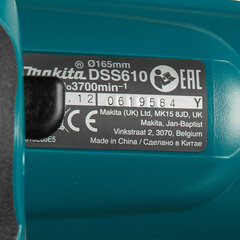 Ø165mm
Makita DSS610
3700min⁻¹
EAC
.12 0619584 Y
Makita (UK) Ltd, MK15 8JD, UK
Makita, Jan-Baptist
Vinkstraat 2, 3070, Belgium
Made in China / Сделано в Китае